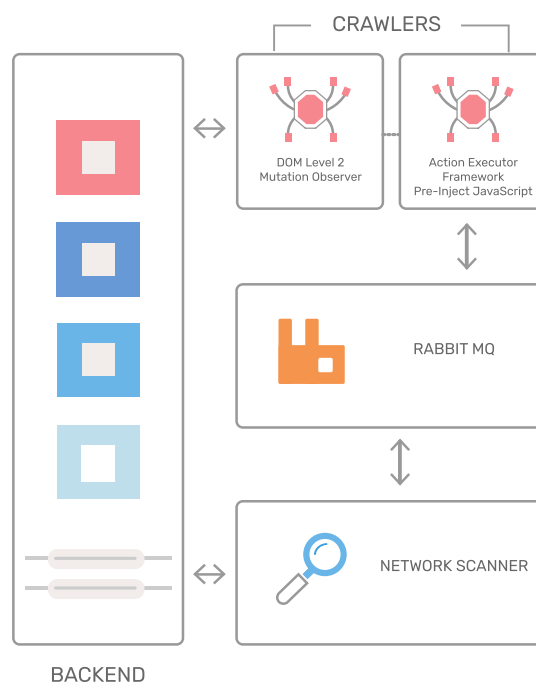 CRAWLERS
DOM Level 2
Mutation Observer
Action Executor
Framework
Pre-Inject JavaScript
RABBIT MQ
NETWORK SCANNER
BACKEND